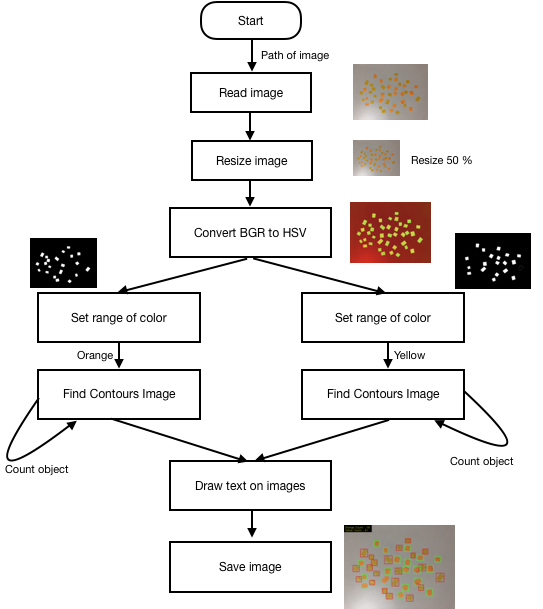 Start
Path of image
Read image
Resize image
Resize 50 %
Convert BGR to HSV
Set range of color
Set range of color
Orange
Yellow
Find Contours Image
Find Contours Image
Count object
Count object
Draw text on images
Save image